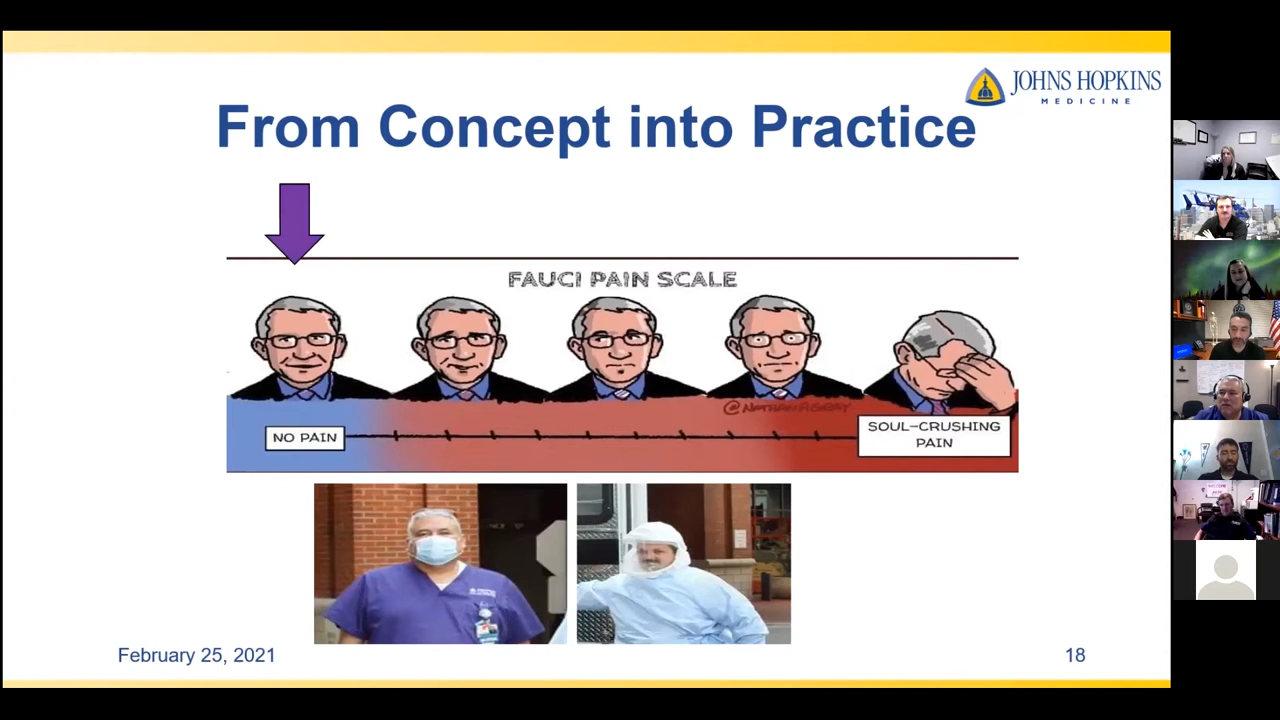 JOHNS HOPKINS
MEDICINE
From Concept into Practice
FAUCI PAIN SCALE
@NATHANPGRAY
NO PAIN
SOUL-CRUSHING
PAIN
February 25, 2021
18